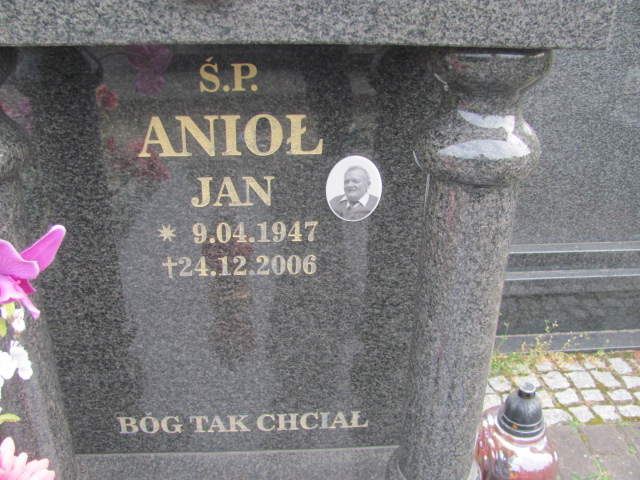 Ś.P.
ANIOŁ
JAN
* 9.04.1947
† 24.12.2006
BÓG TAK CHCIAŁ